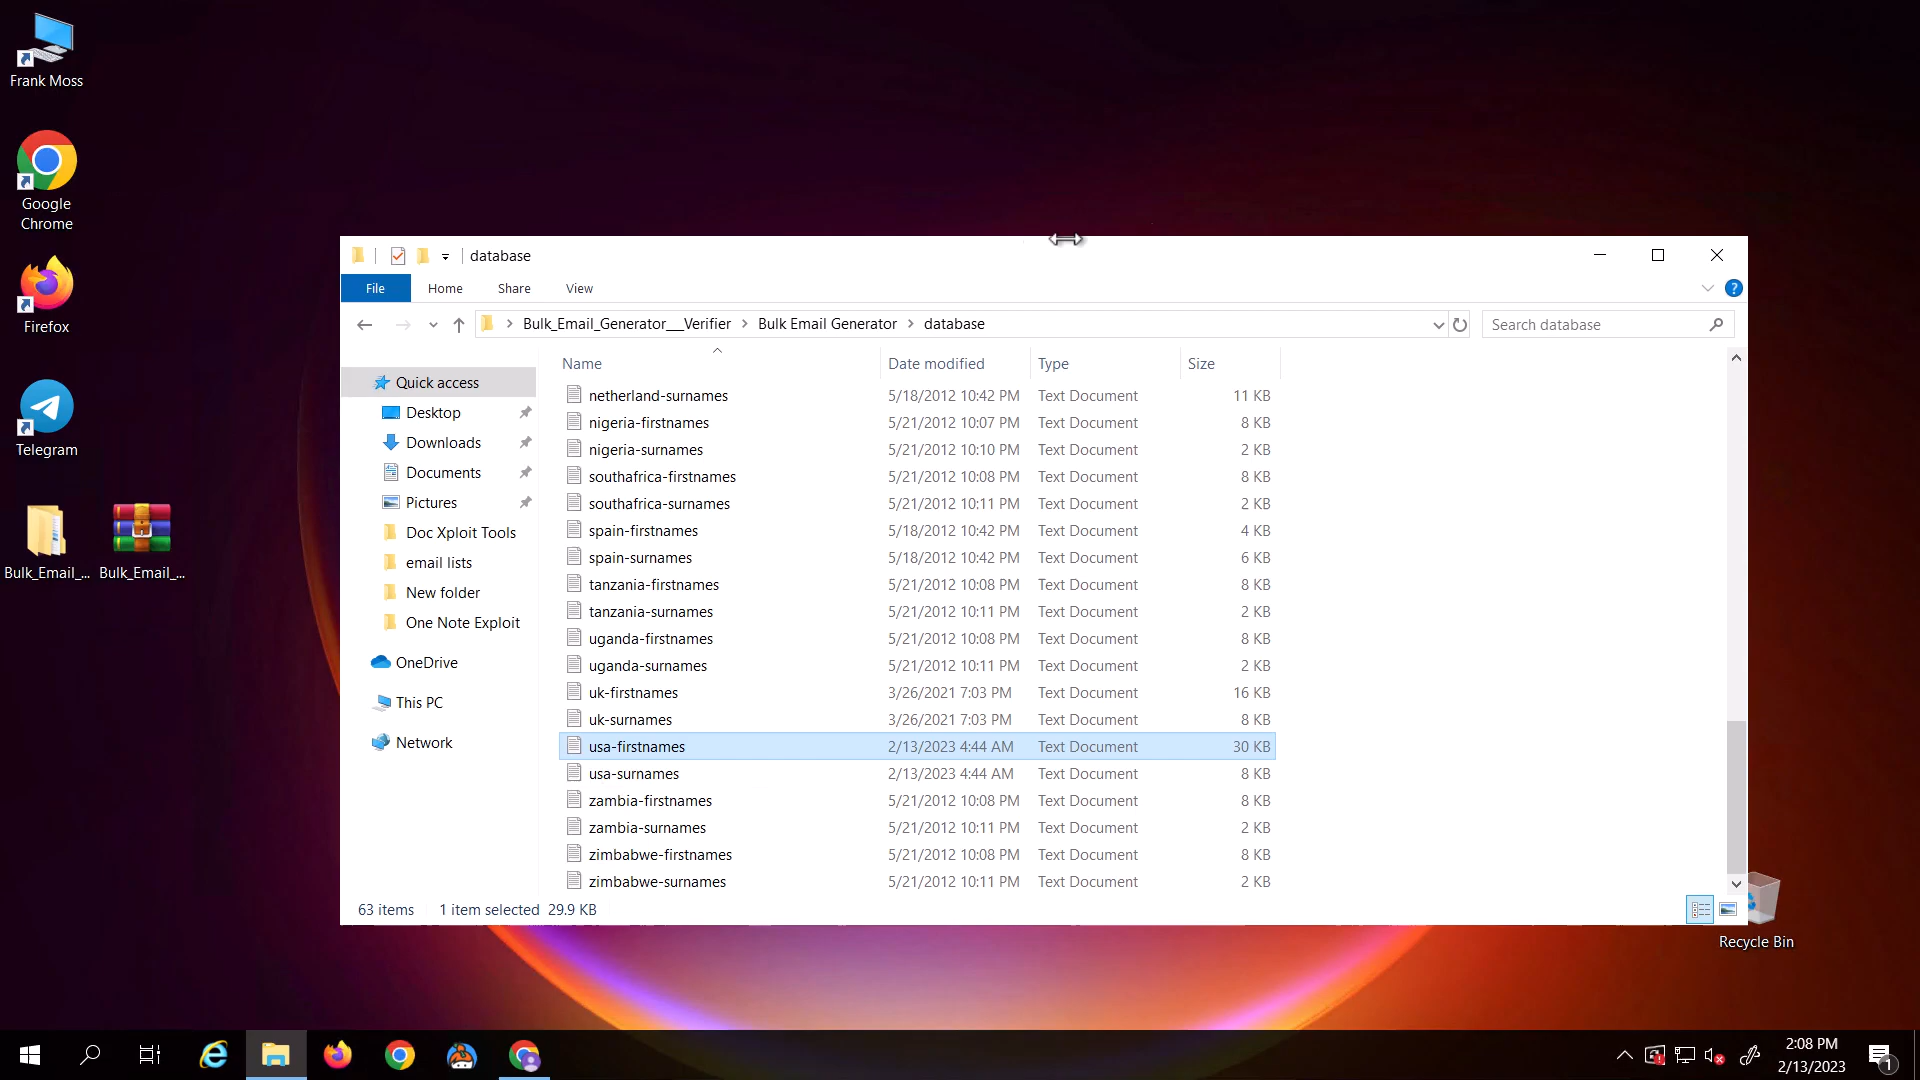 Frank Moss
Google
Chrome
Firefox
Telegram
Bulk_Email_...
Bulk_Email_...
database
File
Home
Share
View
Bulk_Email_Generator___Verifier
Bulk Email Generator
database
Search database
Quick access
Desktop
Downloads
Documents
Pictures
Doc Xploit Tools
email lists
New folder
One Note Exploit
OneDrive
This PC
Network
Name Date modified Type Size
netherland-surnames 5/18/2012 10:42 PM Text Document 11 KB
nigeria-firstnames 5/21/2012 10:07 PM Text Document 8 KB
nigeria-surnames 5/21/2012 10:10 PM Text Document 2 KB
southafrica-firstnames 5/21/2012 10:08 PM Text Document 8 KB
southafrica-surnames 5/21/2012 10:11 PM Text Document 2 KB
spain-firstnames 5/18/2012 10:42 PM Text Document 4 KB
spain-surnames 5/18/2012 10:42 PM Text Document 6 KB
tanzania-firstnames 5/21/2012 10:08 PM Text Document 8 KB
tanzania-surnames 5/21/2012 10:11 PM Text Document 2 KB
uganda-firstnames 5/21/2012 10:08 PM Text Document 8 KB
uganda-surnames 5/21/2012 10:11 PM Text Document 2 KB
uk-firstnames 3/26/2021 7:03 PM Text Document 16 KB
uk-surnames 3/26/2021 7:03 PM Text Document 8 KB
usa-firstnames 2/13/2023 4:44 AM Text Document 30 KB
usa-surnames 2/13/2023 4:44 AM Text Document 8 KB
zambia-firstnames 5/21/2012 10:08 PM Text Document 8 KB
zambia-surnames 5/21/2012 10:11 PM Text Document 2 KB
zimbabwe-firstnames 5/21/2012 10:08 PM Text Document 8 KB
zimbabwe-surnames 5/21/2012 10:11 PM Text Document 2 KB
63 items 1 item selected 29.9 KB
Recycle Bin
2:08 PM
2/13/2023
1